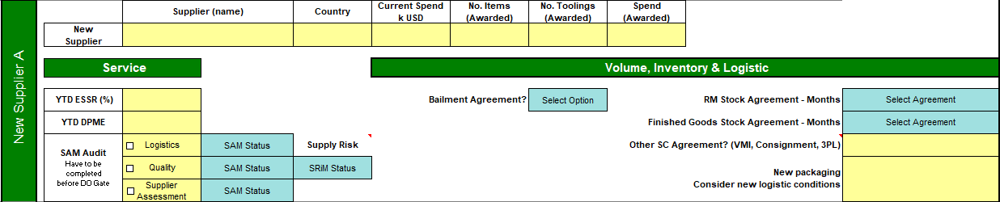 Supplier (name)
Country
Current Spend
k USD
No. Items
(Awarded)
No. Toolings
(Awarded)
Spend
(Awarded)
New
Supplier
New Supplier A
Service
Volume, Inventory & Logistic
YTD ESSR (%)
Bailment Agreement?
Select Option
RM Stock Agreement - Months
Select Agreement
YTD DPME
Finished Goods Stock Agreement - Months
Select Agreement
SAM Audit
Have to be
completed
before DO Gate
Logistics
SAM Status
Supply Risk
Other SC Agreement? (VMI, Consignment, 3PL)
Quality
SAM Status
SRiM Status
New packaging
Consider new logistic conditions
Supplier
Assessment
SAM Status